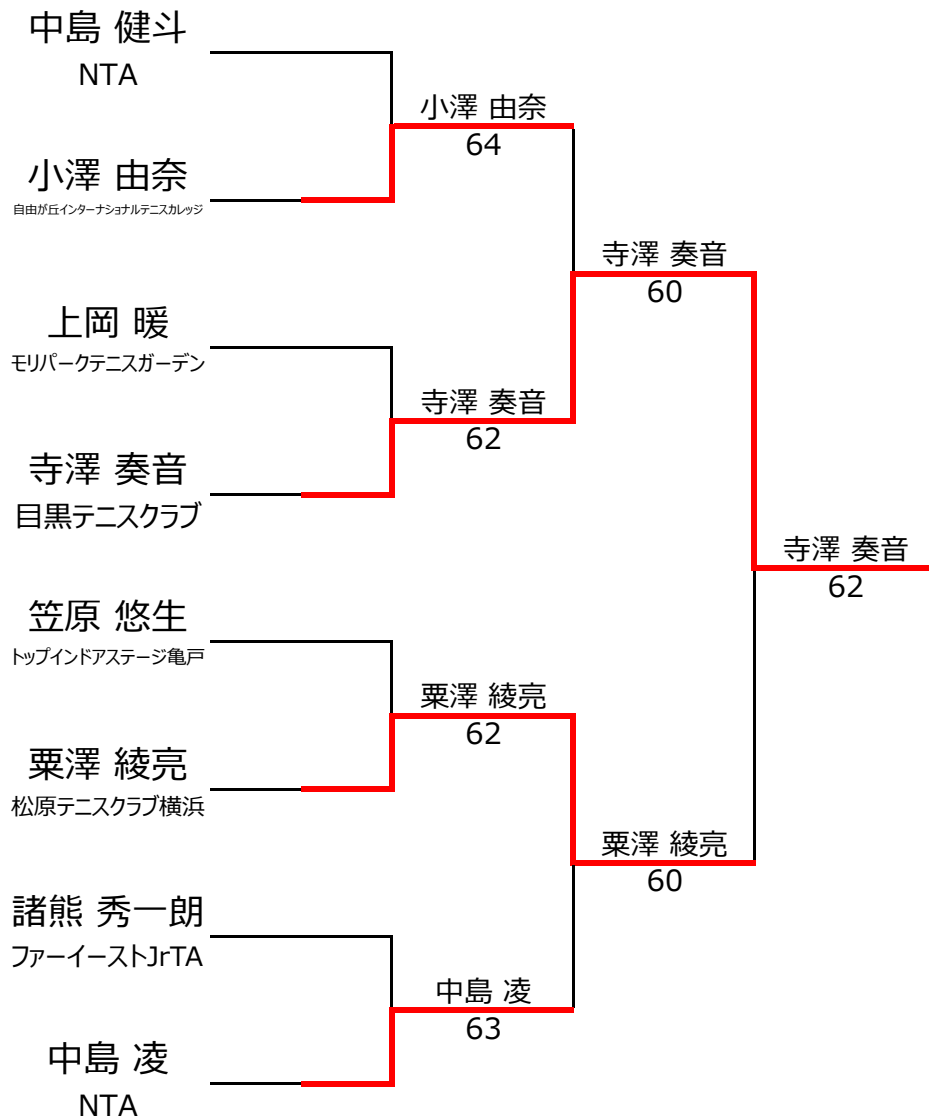 中島 健斗
NTA
小澤 由奈
64
小澤 由奈
自由が丘インターナショナルテニスカレッジ
寺澤 奏音
60
上岡 暖
モリパークテニスガーデン
寺澤 奏音
62
寺澤 奏音
目黒テニスクラブ
寺澤 奏音
62
笠原 悠生
トップインドアステージ亀戸
粟澤 綾亮
62
粟澤 綾亮
松原テニスクラブ横浜
粟澤 綾亮
60
諸熊 秀一朗
ファーイーストJrTA
中島 凌
63
中島 凌
NTA